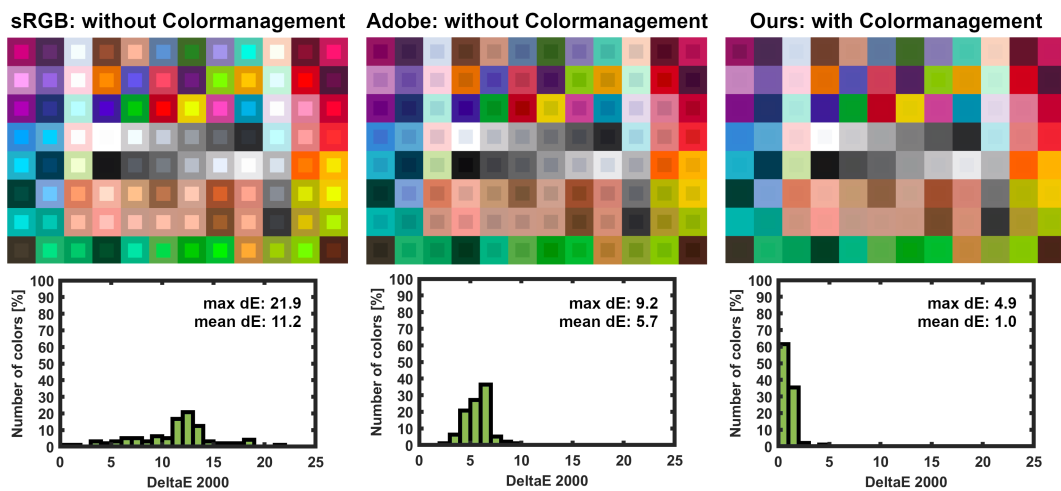 sRGB: without Colormanagement
Adobe: without Colormanagement
Ours: with Colormanagement
Number of colors [%]
100
90
80
70
60
50
40
30
20
10
0
max dE: 21.9
mean dE: 11.2
0 5 10 15 20 25
DeltaE 2000
Number of colors [%]
100
90
80
70
60
50
40
30
20
10
0
max dE: 9.2
mean dE: 5.7
0 5 10 15 20 25
DeltaE 2000
Number of colors [%]
100
90
80
70
60
50
40
30
20
10
0
max dE: 4.9
mean dE: 1.0
0 5 10 15 20 25
DeltaE 2000